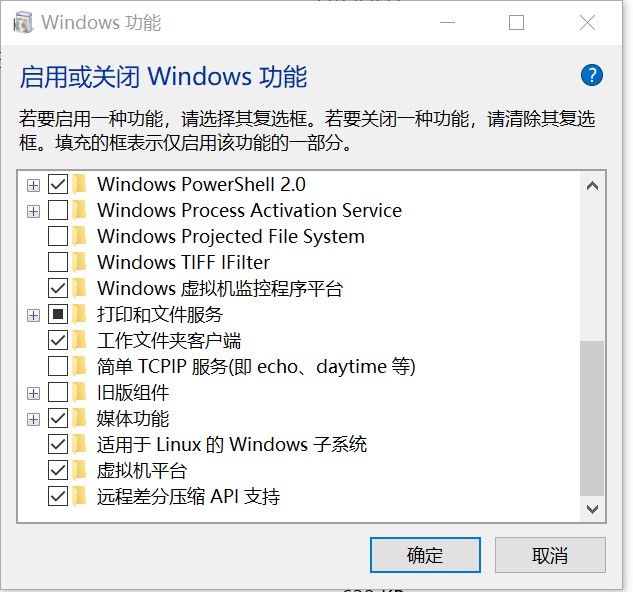 Windows 功能
启用或关闭 Windows 功能
若要启用一种功能，请选择其复选框。若要关闭一种功能，请清除其复选
框。填充的框表示仅启用该功能的一部分。
Windows PowerShell 2.0
Windows Process Activation Service
Windows Projected File System
Windows TIFF IFilter
Windows 虚拟机监控程序平台
打印和文件服务
工作文件夹客户端
简单 TCPIP 服务(即 echo、daytime 等)
旧版组件
媒体功能
适用于 Linux 的 Windows 子系统
虚拟机平台
远程差分压缩 API 支持
确定
取消